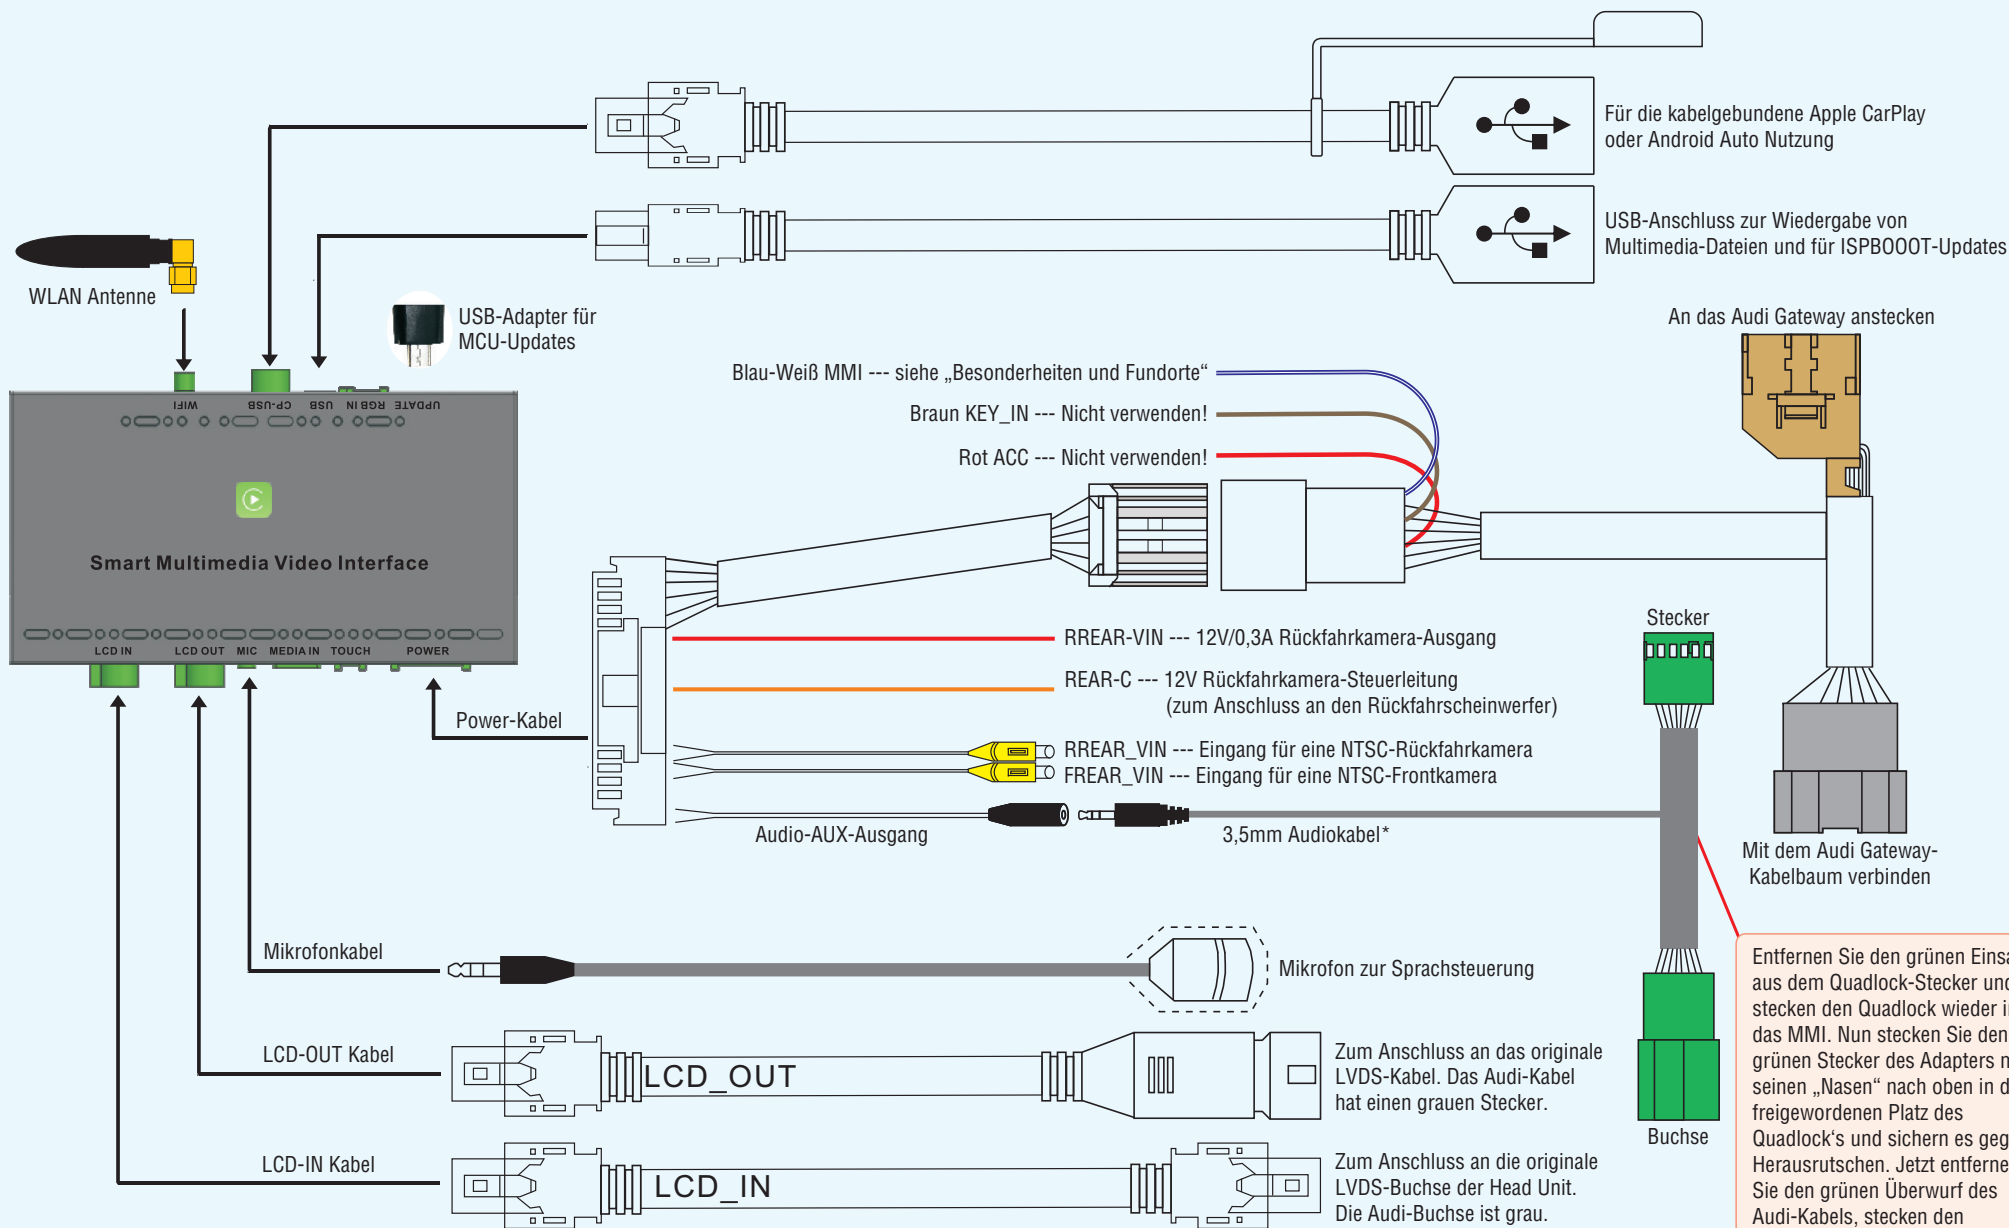 Für die kabelgebundene Apple CarPlay
oder Android Auto Nutzung
USB-Anschluss zur Wiedergabe von
Multimedia-Dateien und für ISPBOOOT-Updates
WLAN Antenne
USB-Adapter für
MCU-Updates
An das Audi Gateway anstecken
Blau-Weiß MMI --- siehe „Besonderheiten und Fundorte“
Braun KEY_IN --- Nicht verwenden!
Rot ACC --- Nicht verwenden!
WIFI
CP-USB
USB
RGB IN
UPDATE
Smart Multimedia Video Interface
LCD IN
LCD OUT
MIC
MEDIA IN
TOUCH
POWER
Stecker
RREAR-VIN --- 12V/0,3A Rückfahrkamera-Ausgang
REAR-C --- 12V Rückfahrkamera-Steuerleitung
(zum Anschluss an den Rückfahrscheinwerfer)
Power-Kabel
RREAR_VIN --- Eingang für eine NTSC-Rückfahrkamera
FREAR_VIN --- Eingang für eine NTSC-Frontkamera
Audio-AUX-Ausgang
3,5mm Audiokabel*
Mit dem Audi Gateway-
Kabelbaum verbinden
Mikrofonkabel
Mikrofon zur Sprachsteuerung
LCD-OUT Kabel
LCD_OUT
Zum Anschluss an das originale
LVDS-Kabel. Das Audi-Kabel
hat einen grauen Stecker.
LCD-IN Kabel
LCD_IN
Zum Anschluss an die originale
LVDS-Buchse der Head Unit.
Die Audi-Buchse ist grau.
Buchse
Entfernen Sie den grünen
aus dem Quadlock-Stecker
stecken den Quadlock wieder
das MMI. Nun stecken Sie den
grünen Stecker des Adapters
seinen „Nasen“ nach oben in
freigewordenen Platz des
Quadlock‘s und sichern es
Herausrutschen. Jetzt
Sie den grünen Überwurf des
Audi-Kabels, stecken den